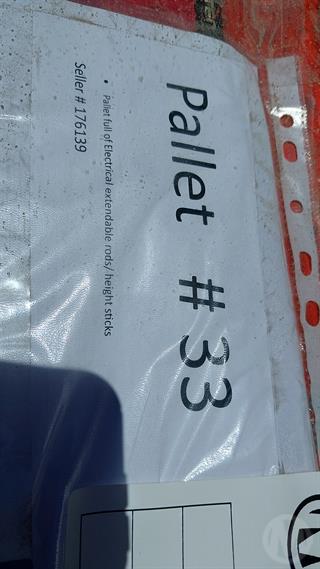 Pallet # 33
• Pallet full of Electrical extendable rods/ height sticks
Seller # 176139